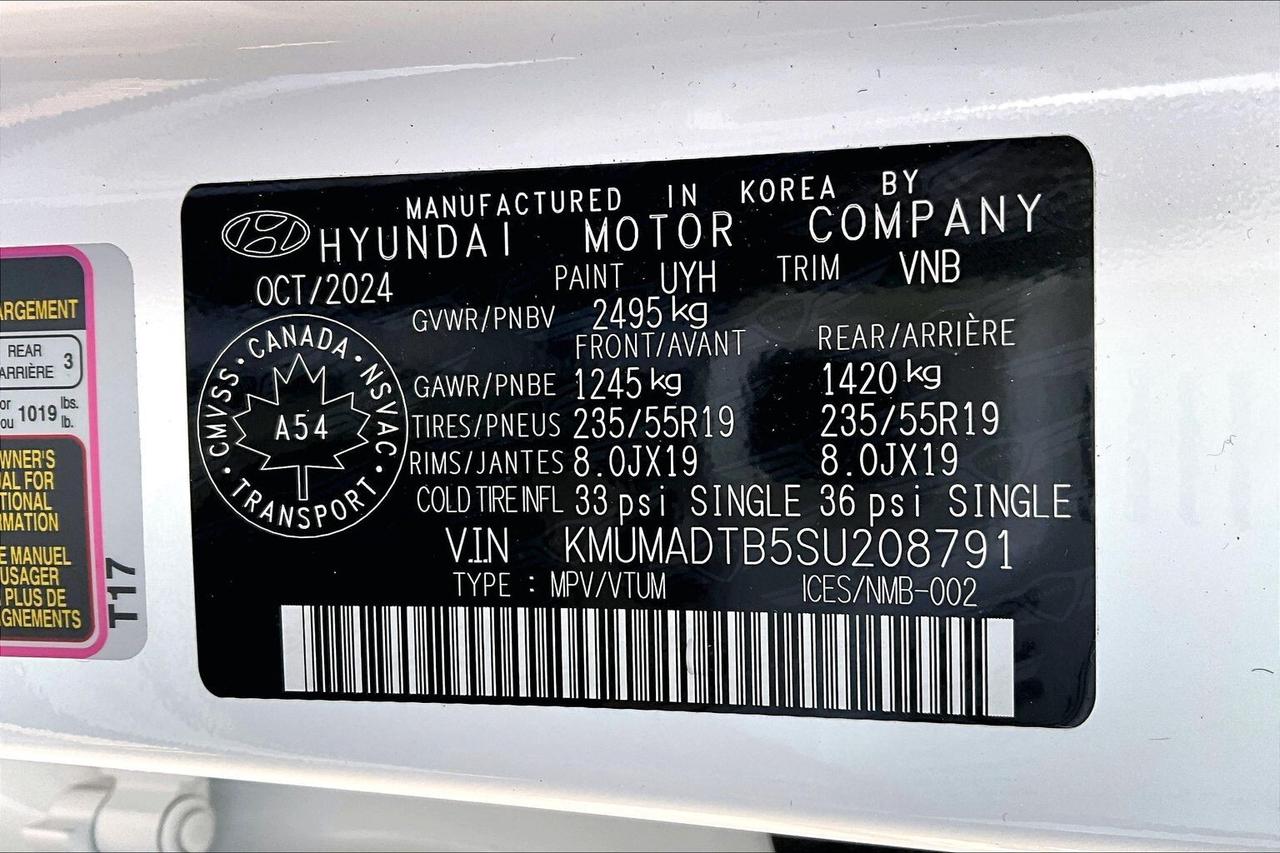 MANUFACTURED IN KOREA BY
HYUNDAI MOTOR COMPANY
OCT/2024 PAINT UYH TRIM VNB
GVWR/PNBV 2495 kg
FRONT/AVANT REAR/ARRIÈRE
GAWR/PNBE 1245 kg 1420 kg
TIRES/PNEUS 235/55R19 235/55R19
RIMS/JANTES 8.0JX19 8.0JX19
COLD TIRE INFL 33 psi SINGLE 36 psi SINGLE
V.I.N KMUMADTB5SU208791
TYPE : MPV/VTUM ICES/NMB-002
CANADA
CMVSS · NSVAC
A54
TRANSPORT
ARGEMENT
REAR
ARRIÈRE 3
or
ou 1019 lbs.
lb.
WNER'S
UAL FOR
ITIONAL
RMATION
E MANUEL
USAGER
PLUS DE
GNEMENTS
T17